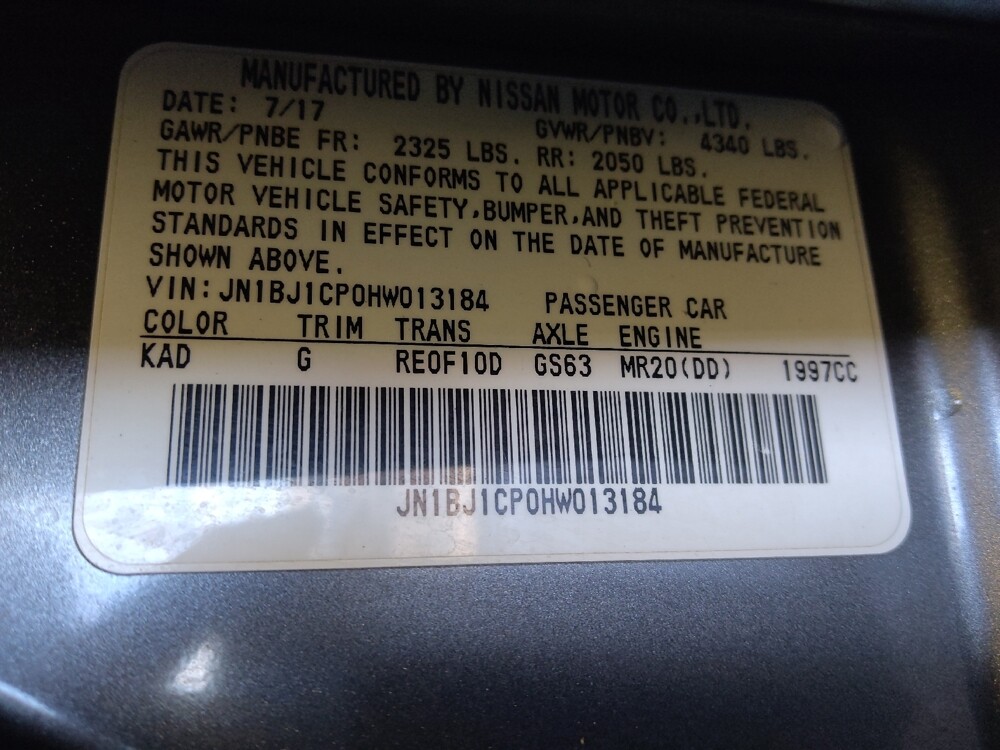 MANUFACTURED BY NISSAN MOTOR CO.,LTD.
DATE: 7/17 GVWR/PNBV: 4340 LBS.
GAWR/PNBE FR: 2325 LBS. RR: 2050 LBS.
THIS VEHICLE CONFORMS TO ALL APPLICABLE FEDERAL
MOTOR VEHICLE SAFETY,BUMPER,AND THEFT PREVENTION
STANDARDS IN EFFECT ON THE DATE OF MANUFACTURE
SHOWN ABOVE.
VIN:JN1BJ1CP0HW013184 PASSENGER CAR
COLOR TRIM TRANS AXLE ENGINE
KAD G RE0F10D GS63 MR20(DD) 1997CC
JN1BJ1CP0HW013184